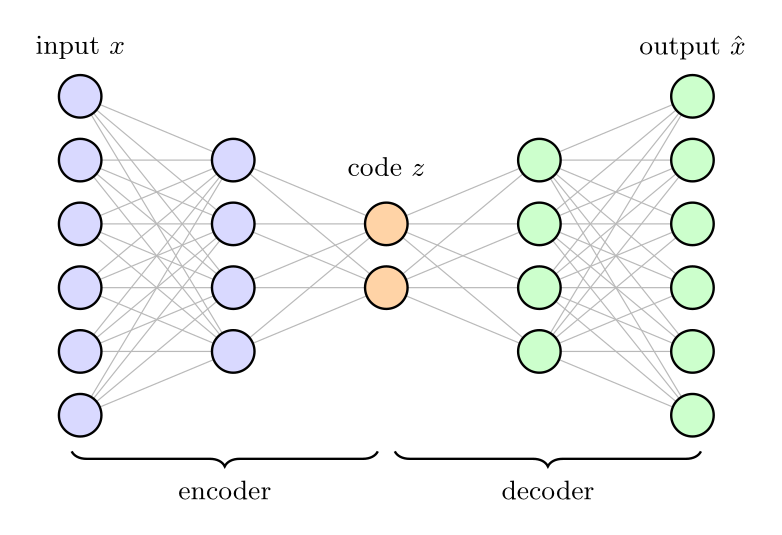 input x
output x̂
code z
encoder
decoder